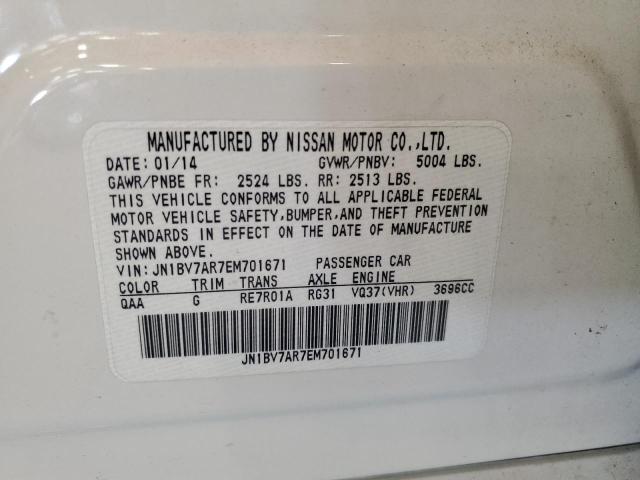 MANUFACTURED BY NISSAN MOTOR CO.,LTD.
DATE: 01/14 GVWR/PNBV: 5004 LBS.
GAWR/PNBE FR: 2524 LBS. RR: 2513 LBS.
THIS VEHICLE CONFORMS TO ALL APPLICABLE FEDERAL
MOTOR VEHICLE SAFETY,BUMPER,AND THEFT PREVENTION
STANDARDS IN EFFECT ON THE DATE OF MANUFACTURE
SHOWN ABOVE.
VIN: JN1BV7AR7EM701671 PASSENGER CAR
COLOR TRIM TRANS AXLE ENGINE
QAA G RE7R01A RG31 VQ37(VHR) 3696CC
JN1BV7AR7EM701671